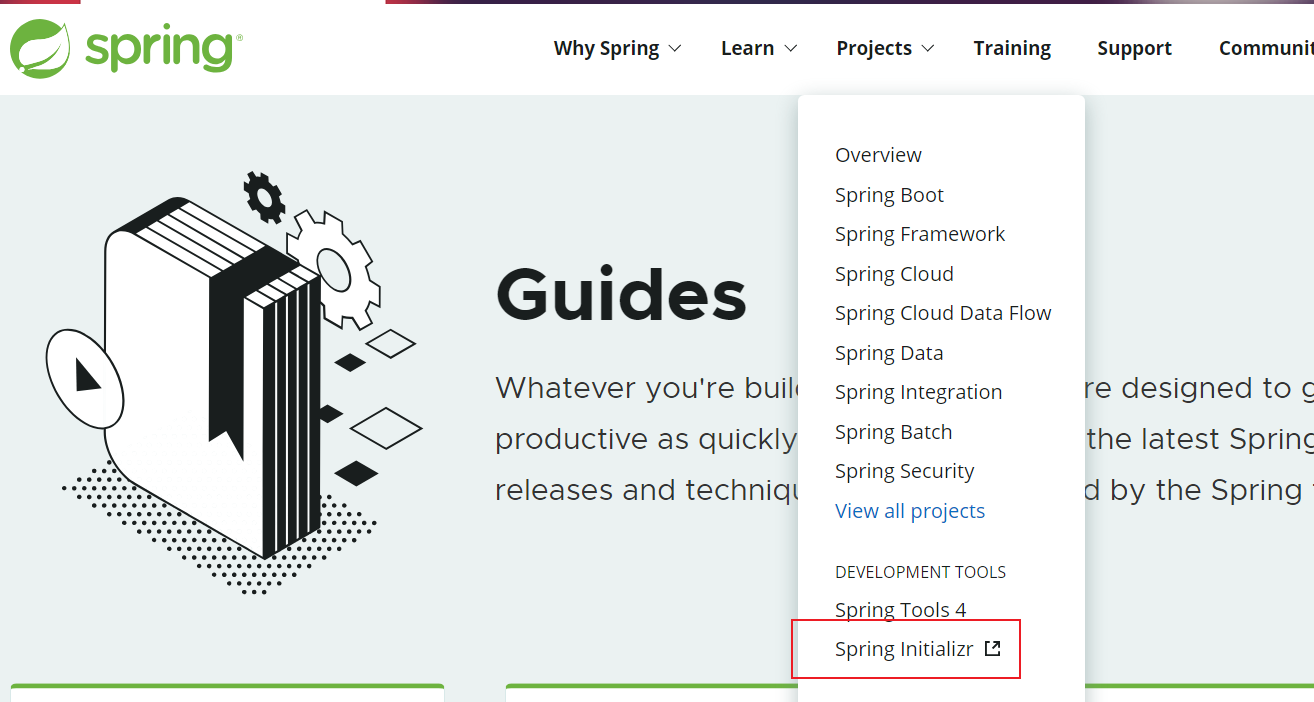 spring®
Why Spring
Learn
Projects
Training
Support
Communit
Overview
Spring Boot
Spring Framework
Spring Cloud
Spring Cloud Data Flow
Spring Data
Spring Integration
Spring Batch
Spring Security
View all projects
DEVELOPMENT TOOLS
Spring Tools 4
Spring Initializr
Guides
Whatever you're buil re designed to g
productive as quickly the latest Spring
releases and techniqu d by the Spring